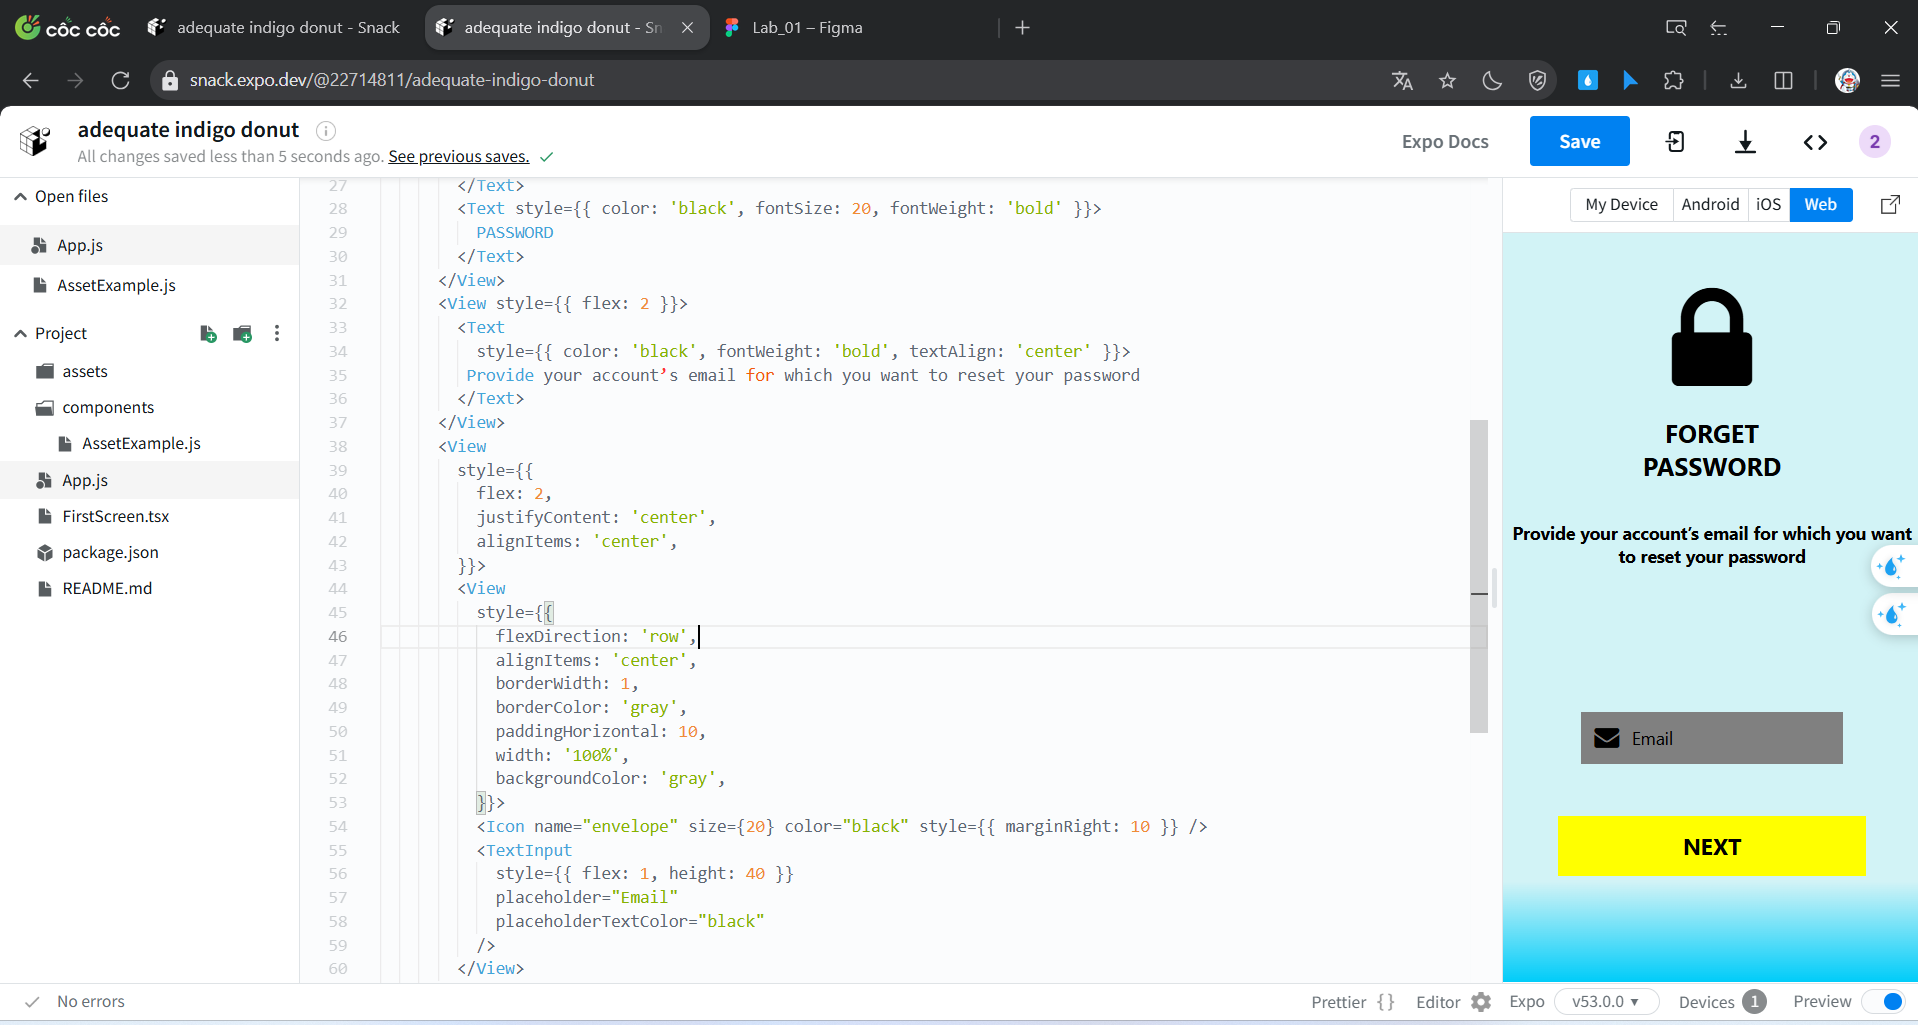 cốc cốc
adequate indigo donut - Snack
adequate indigo donut - Sn
Lab_01 – Figma
snack.expo.dev/@22714811/adequate-indigo-donut
adequate indigo donut
All changes saved less than 5 seconds ago. See previous saves.
Expo Docs
Save
2
Open files
App.js
AssetExample.js
Project
assets
components
AssetExample.js
App.js
FirstScreen.tsx
package.json
README.md
27 </Text>
28 <Text style={{ color: 'black', fontSize: 20, fontWeight: 'bold' }}>
29 PASSWORD
30 </Text>
31 </View>
32 <View style={{ flex: 2 }}>
33 <Text
34 style={{ color: 'black', fontWeight: 'bold', textAlign: 'center' }}>
35 Provide your account’s email for which you want to reset your password
36 </Text>
37 </View>
38 <View
39 style={{
40 flex: 2,
41 justifyContent: 'center',
42 alignItems: 'center',
43 }}>
44 <View
45 style={{
46 flexDirection: 'row',
47 alignItems: 'center',
48 borderWidth: 1,
49 borderColor: 'gray',
50 paddingHorizontal: 10,
51 width: '100%',
52 backgroundColor: 'gray',
53 }}>
54 <Icon name="envelope" size={20} color="black" style={{ marginRight: 10 }} />
55 <TextInput
56 style={{ flex: 1, height: 40 }}
57 placeholder="Email"
58 placeholderTextColor="black"
59 />
60 </View>
My Device
Android
iOS
Web
FORGET
PASSWORD
Provide your account’s email for which you want
to reset your password
Email
NEXT
No errors
Prettier { }
Editor
Expo
v53.0.0
Devices 1
Preview